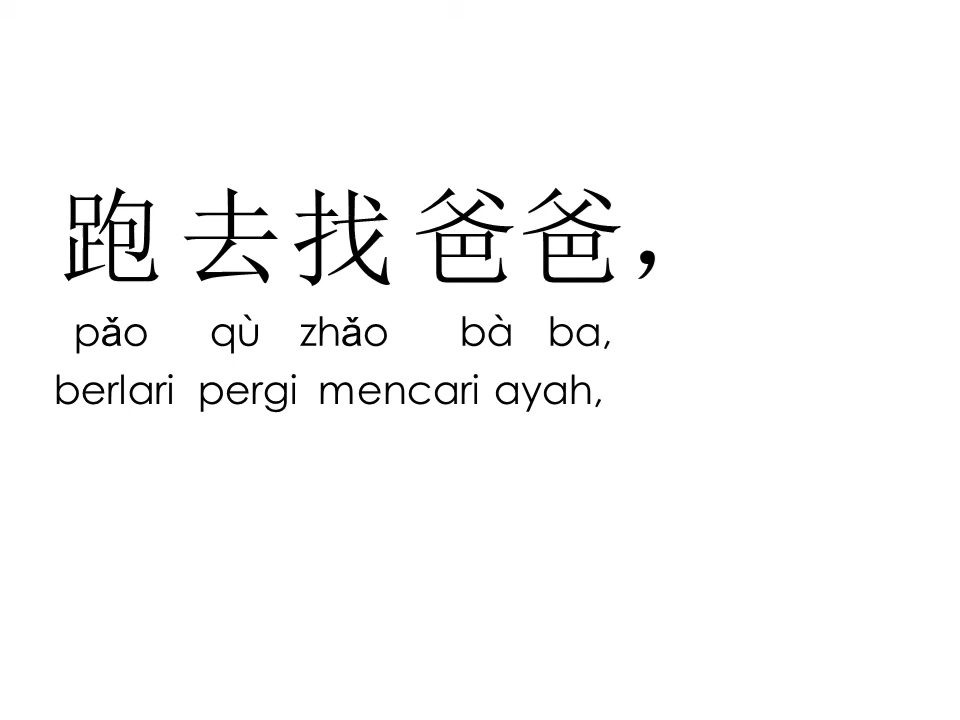 跑去找爸爸，
pǎo qù zhǎo bà ba,
berlari pergi mencari ayah,